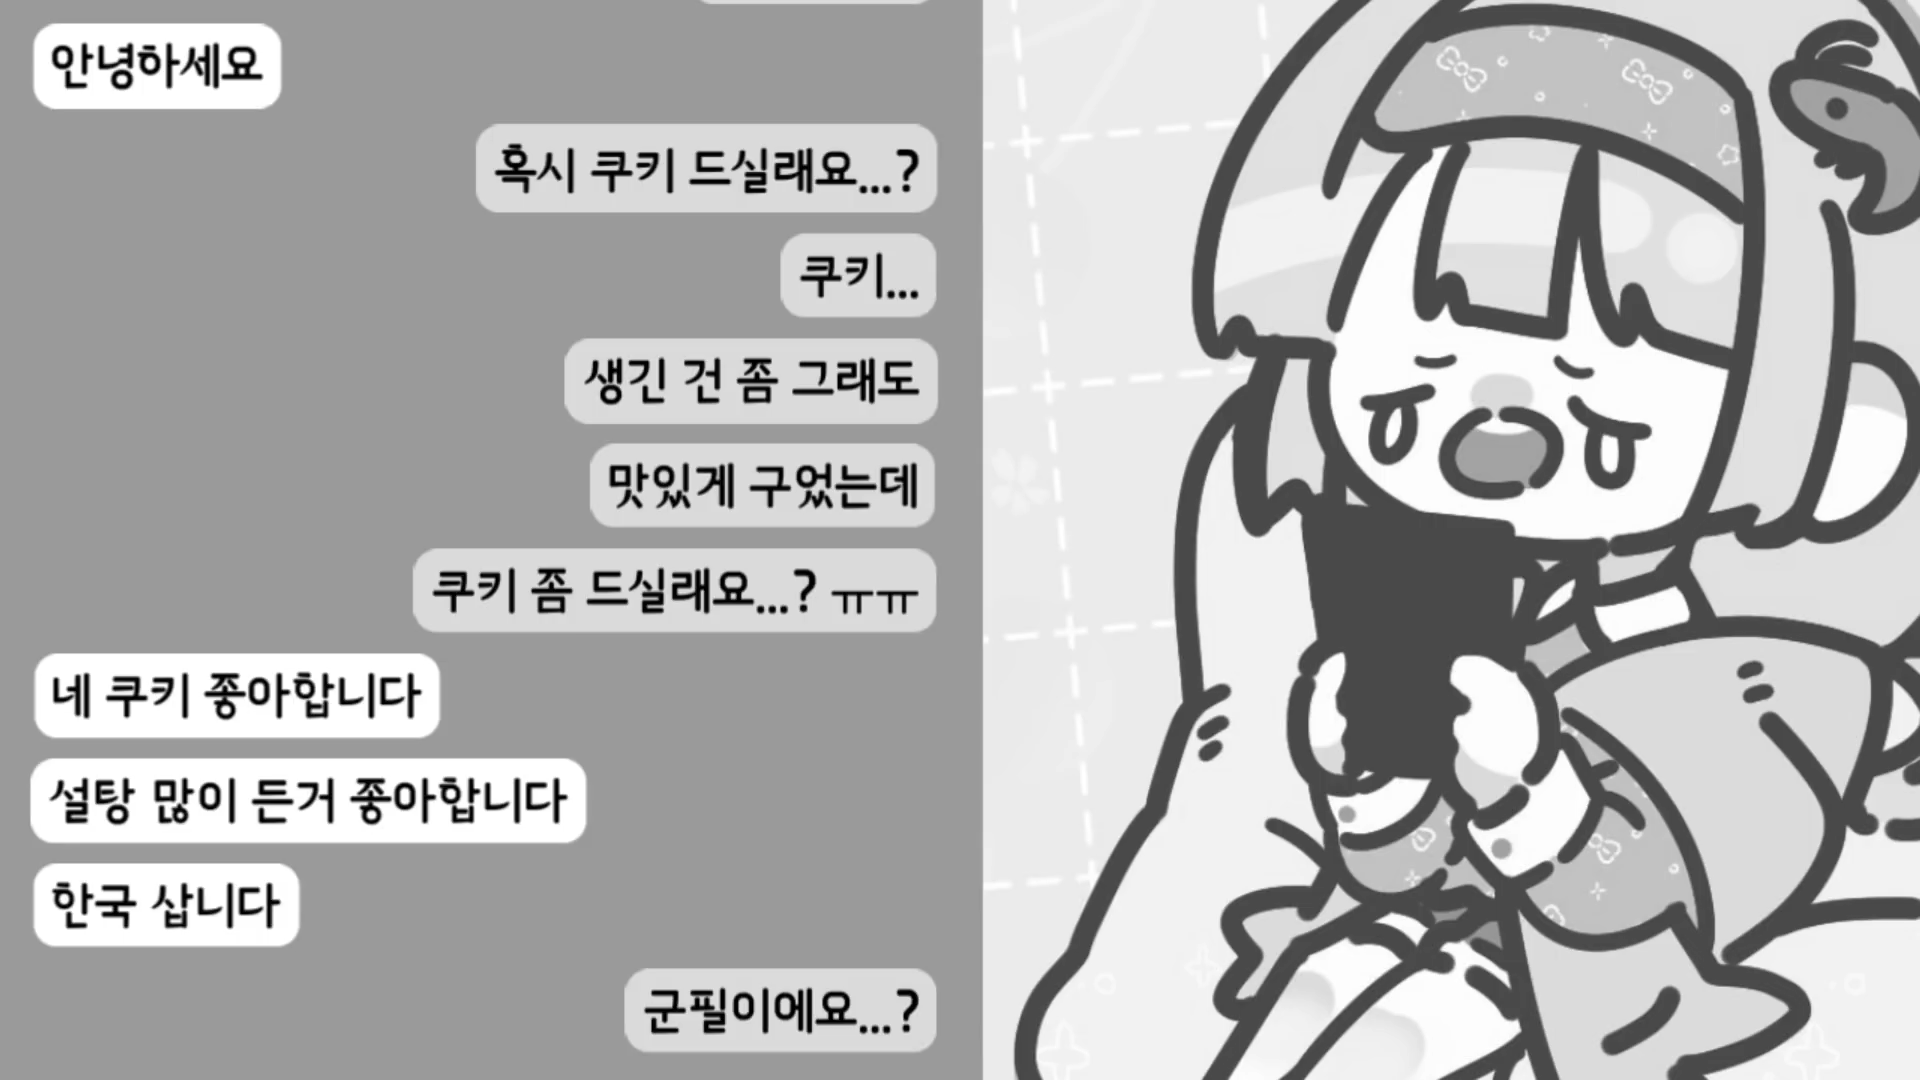 안녕하세요
혹시 쿠키 드실래요...?
쿠키...
생긴 건 좀 그래도
맛있게 구었는데
쿠키 좀 드실래요...? ㅠㅠ
네 쿠키 좋아합니다
설탕 많이 든거 좋아합니다
한국 삽니다
군필이에요...?